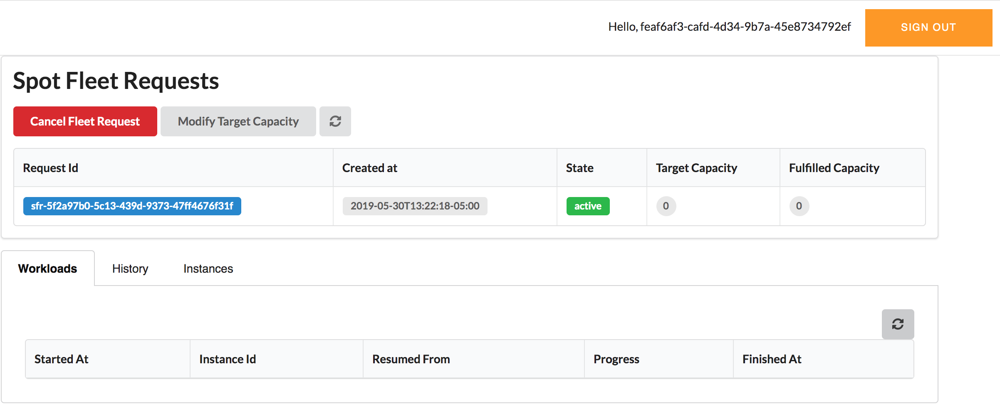 Hello, feaf6af3-cafd-4d34-9b7a-45e8734792ef SIGN OUT
Spot Fleet Requests
Cancel Fleet Request Modify Target Capacity
Request Id Created at State Target Capacity Fulfilled Capacity
sfr-5f2a97b0-5c13-439d-9373-47ff4676f31f 2019-05-30T13:22:18-05:00 active 0 0
Workloads History Instances
Started At Instance Id Resumed From Progress Finished At